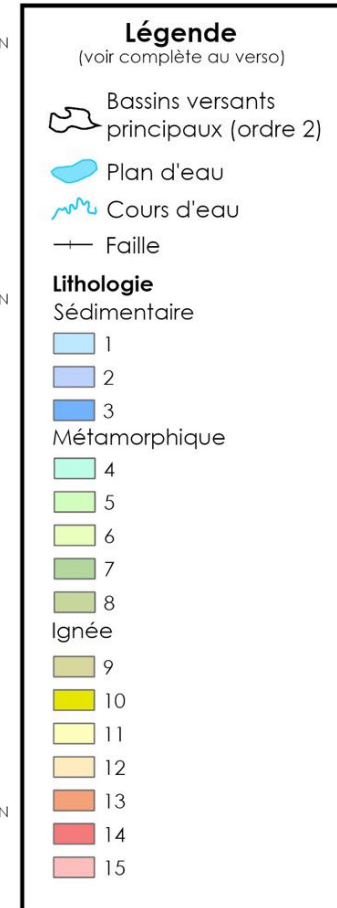 Légende
(voir complète au verso)
Bassins versants
principaux (ordre 2)
Plan d'eau
Cours d'eau
Faille
Lithologie
Sédimentaire
1
2
3
Métamorphique
4
5
6
7
8
Ignée
9
10
11
12
13
14
15
N
N
N